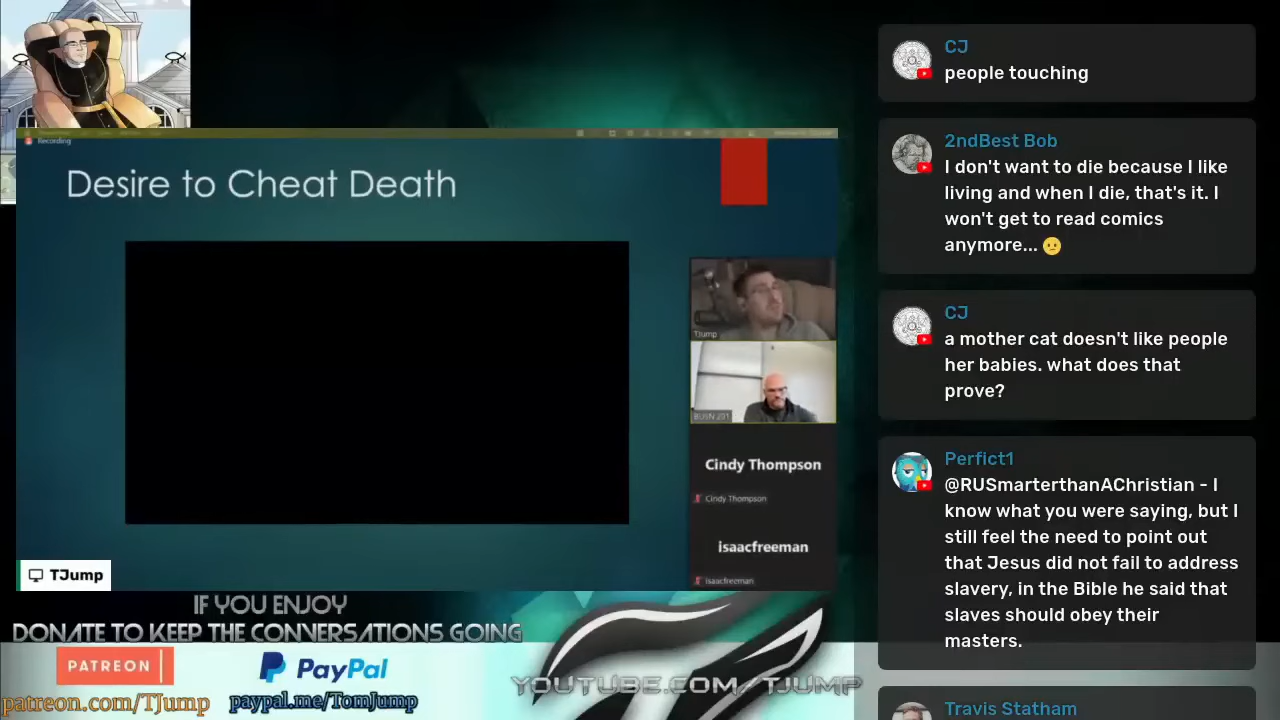 Recording
Desire to Cheat Death
TJump
BUIN 201
Cindy Thompson
Cindy Thompson
isaacfreeman
isaacfreeman
TJump
IF YOU ENJOY
DONATE TO KEEP THE CONVERSATIONS GOING
PATREON
PayPal
patreon.com/TJump
paypal.me/TomJump
YOUTUBE.COM/TJUMP
CJ
people touching
2ndBest Bob
I don't want to die because I like
living and when I die, that's it. I
won't get to read comics
anymore... 😕
CJ
a mother cat doesn't like people
her babies. what does that
prove?
Perfict1
@RUSmarterthanAChristian - I
know what you were saying, but I
still feel the need to point out
that Jesus did not fail to address
slavery, in the Bible he said that
slaves should obey their
masters.
Travis Statham